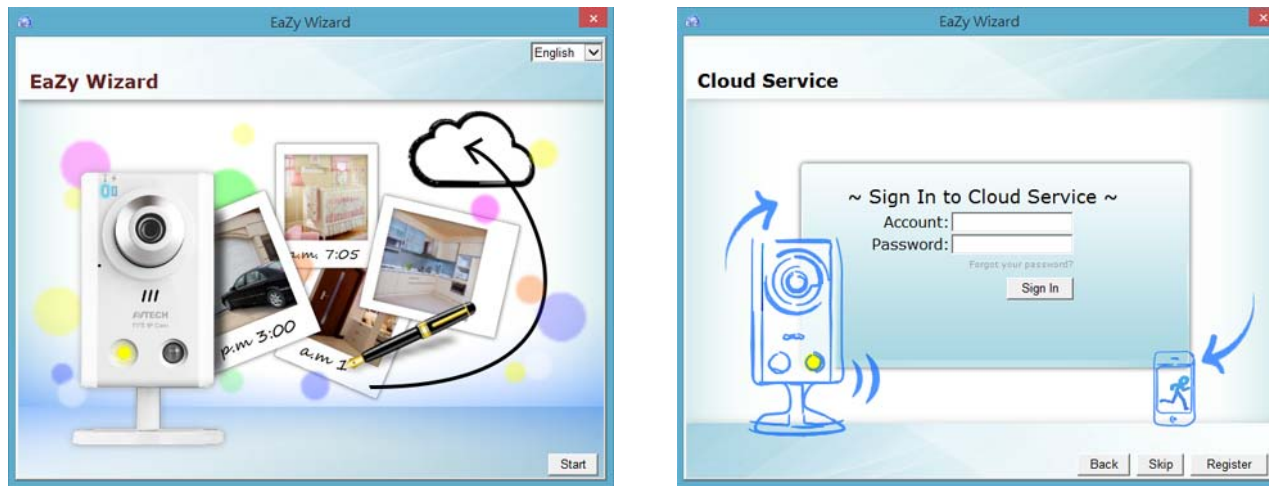 EaZy Wizard
English
EaZy Wizard
a.m. 7:05
AVTECH
p.m 3:00
a.m 1
Start
EaZy Wizard
Cloud Service
~ Sign In to Cloud Service ~
Account:
Password:
Forgot your password?
Sign In
Back Skip Register